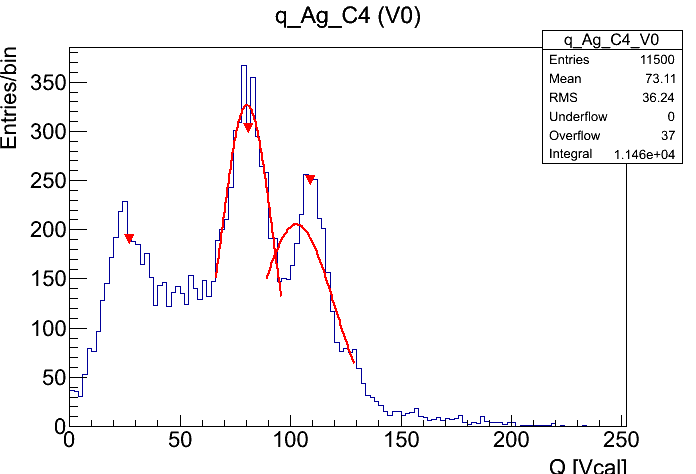 q_Ag_C4 (V0)
q_Ag_C4_V0
Entries 11500
Mean 73.11
RMS 36.24
Underflow 0
Overflow 37
Integral 1.146e+04
Entries/bin
350
300
250
200
150
100
50
0
0 50 100 150 200 250
Q [Vcal]